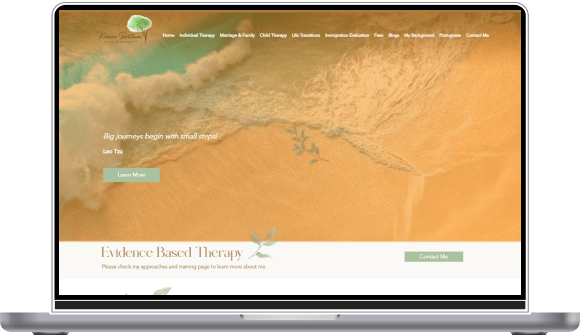 Home Individual Therapy Marriage & Family Child Therapy Life Transitions Immigration Evaluation Fees Blogs My Background Portuguese Contact Me
Big journeys begin with small steps!
Lao Tzu
Learn More
Evidence Based Therapy
Contact Me
Please check my approaches and training page to learn more about me.